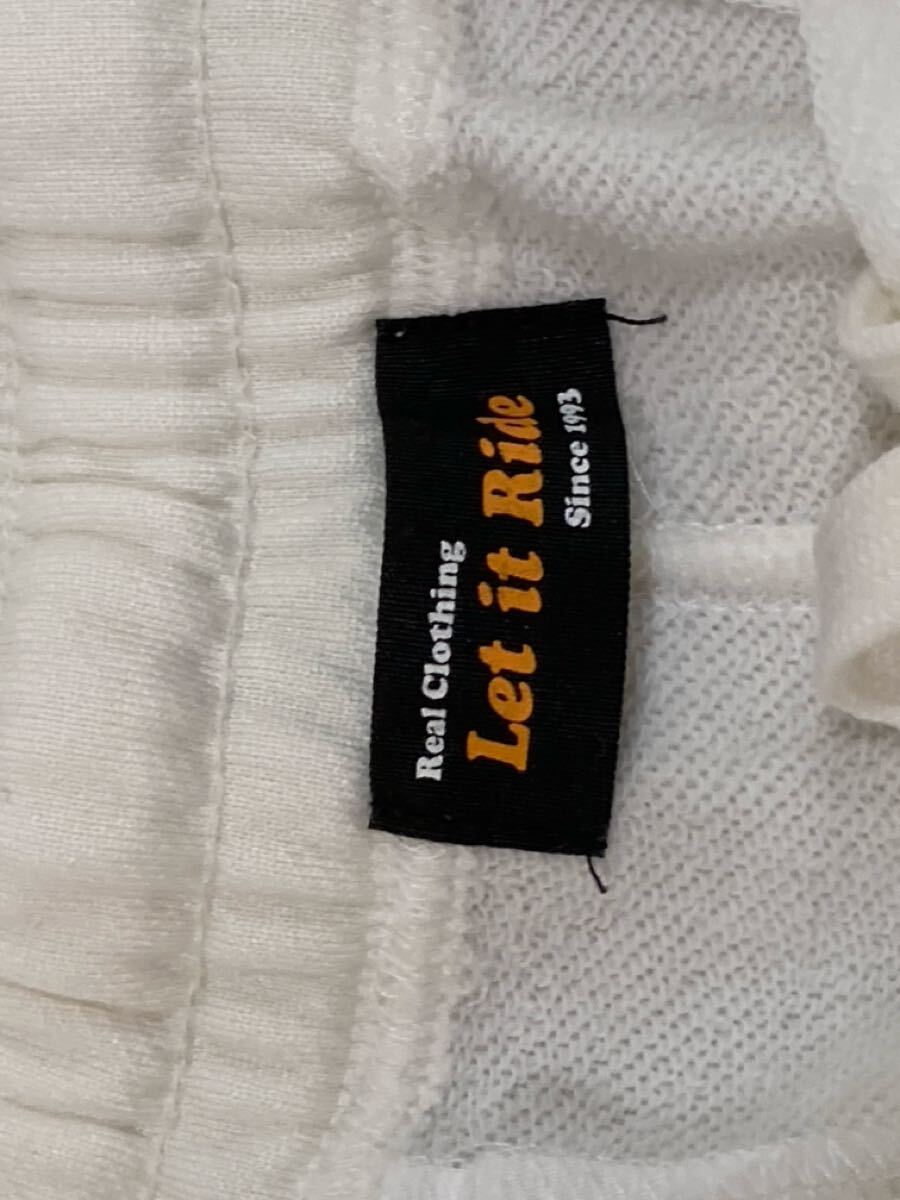 Real Clothing
Let it Ride
Since 1993